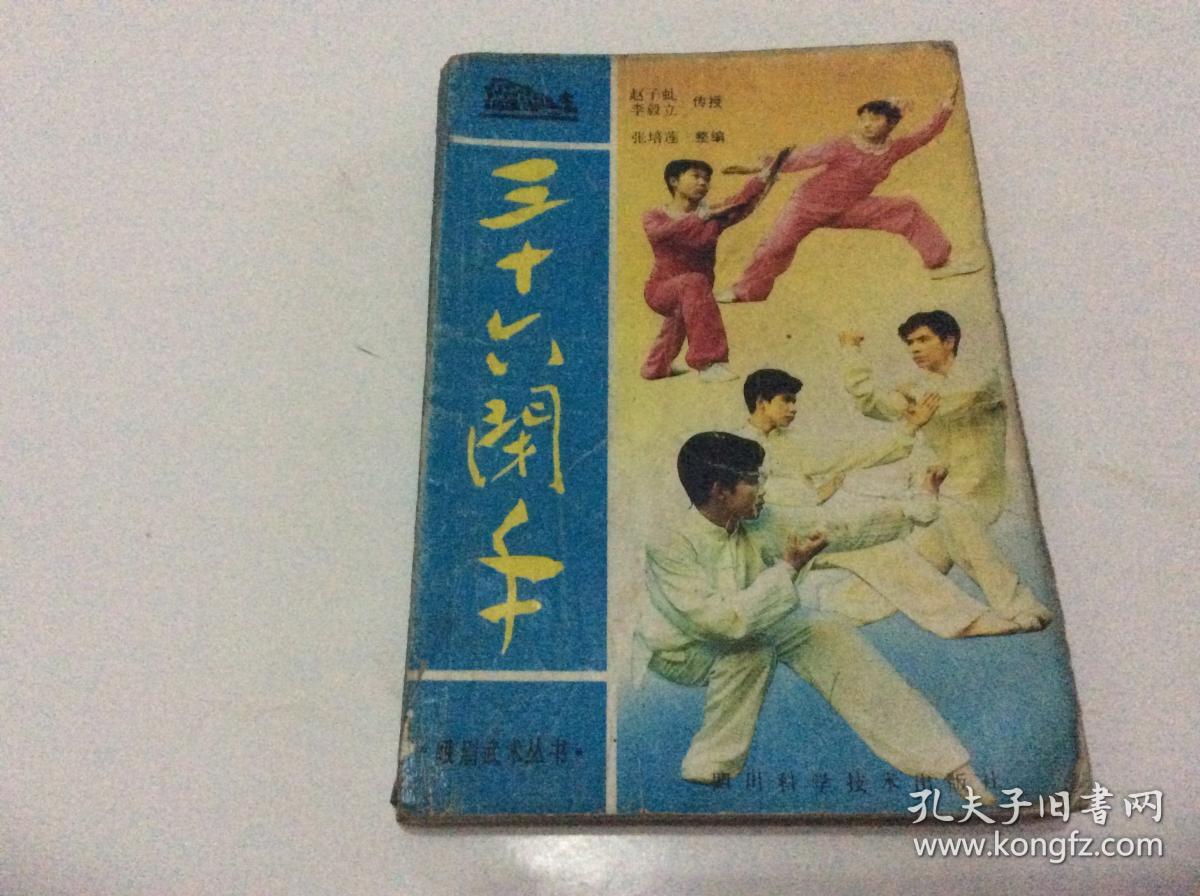 赵子虬
李毅立 传授
张培莲 整编
三十六闭手
·峨眉武术丛书·
四川科学技术出版社
孔夫子旧书网
www.kongfz.com